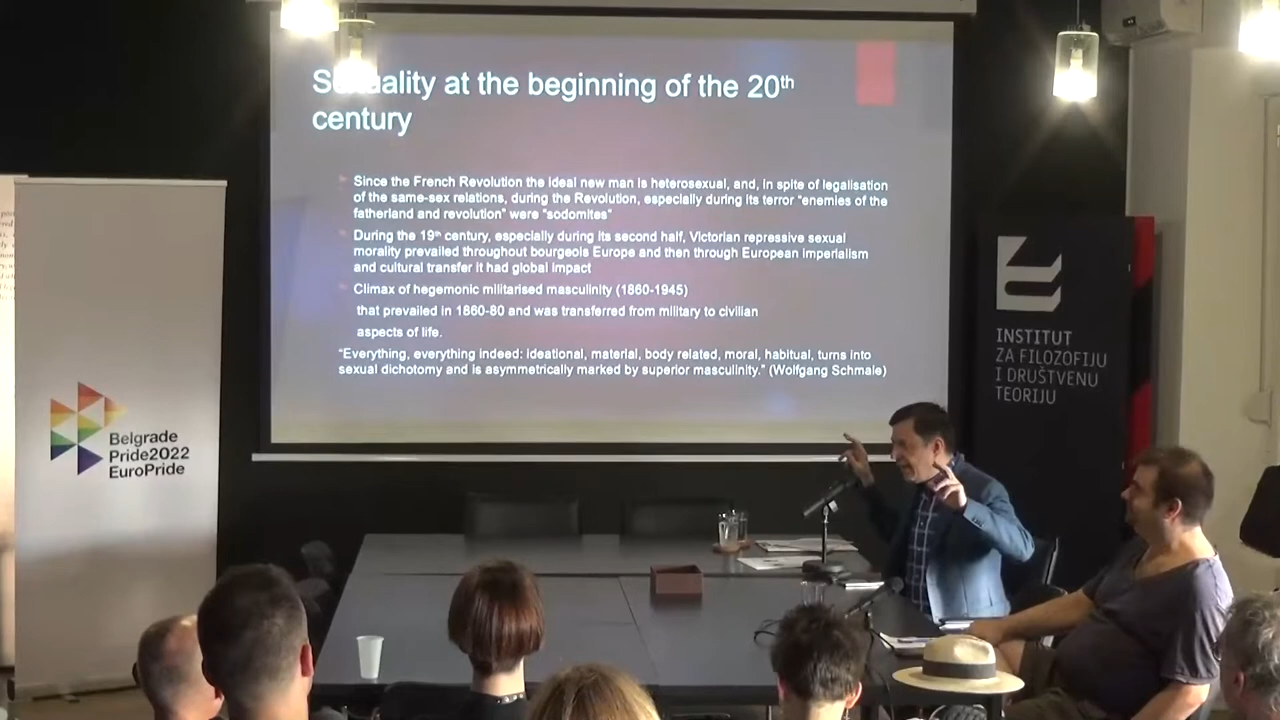 Sexuality at the beginning of the 20th
century
Since the French Revolution the ideal new man is heterosexual, and, in spite of legalisation
of the same-sex relations, during the Revolution, especially during its terror "enemies of the
fatherland and revolution" were "sodomites"
During the 19th century, especially during its second half, Victorian repressive sexual
morality prevailed throughout bourgeois Europe and then through European imperialism
and cultural transfer it had global impact
Climax of hegemonic militarised masculinity (1860-1945)
that prevailed in 1860-80 and was transferred from military to civilian
aspects of life.
"Everything, everything indeed: ideational, material, body related, moral, habitual, turns into
sexual dichotomy and is asymmetrically marked by superior masculinity." (Wolfgang Schmale)
Belgrade
Pride2022
EuroPride
INSTITUT
ZA FILOZOFIJU
I DRUŠTVENU
TEORIJU